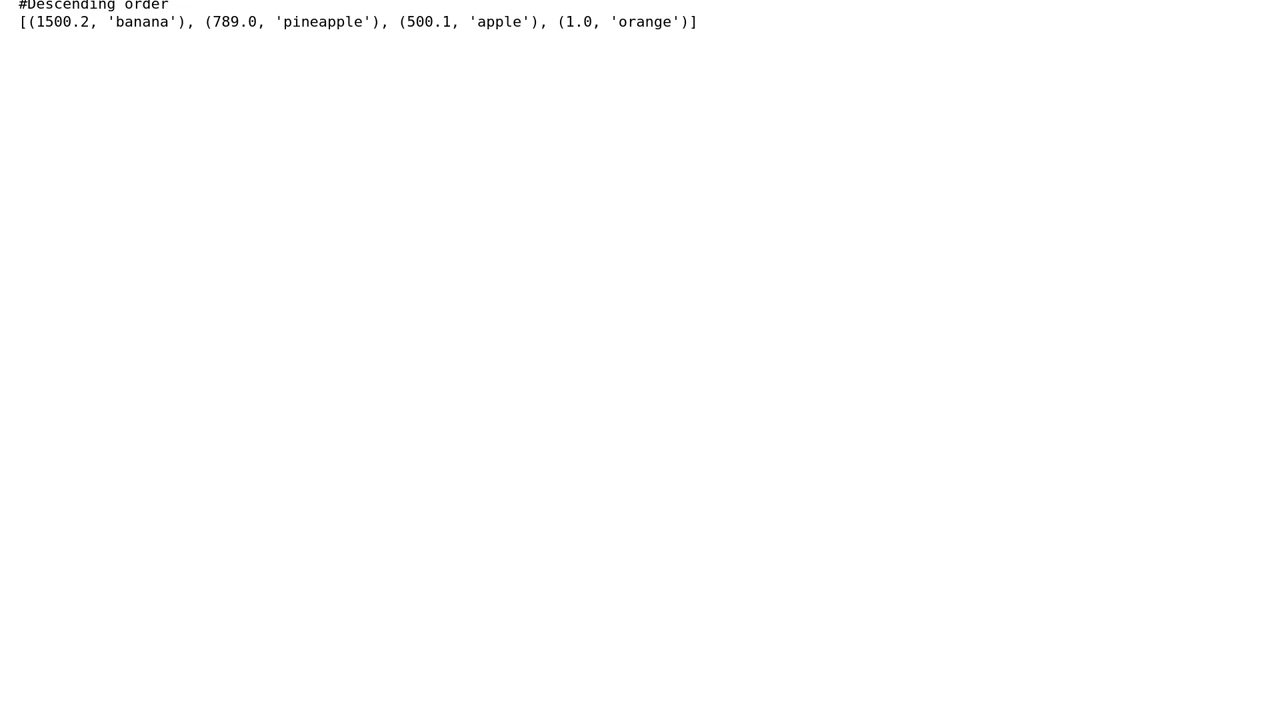 #Descending order
[(1500.2, 'banana'), (789.0, 'pineapple'), (500.1, 'apple'), (1.0, 'orange')]